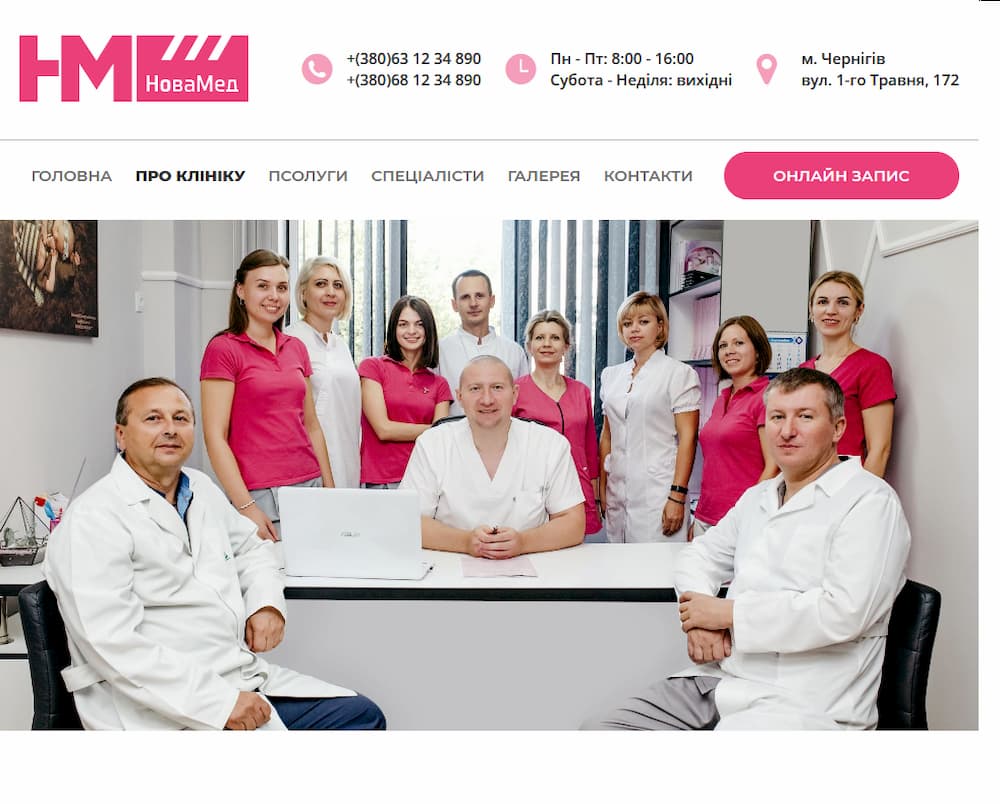 НМ
НоваМед
+(380)63 12 34 890
+(380)68 12 34 890
Пн - Пт: 8:00 - 16:00
Субота - Неділя: вихідні
м. Чернігів
вул. 1-го Травня, 172
ГОЛОВНА ПРО КЛІНІКУ ПСОЛУГИ СПЕЦІАЛІСТИ ГАЛЕРЕЯ КОНТАКТИ ОНЛАЙН ЗАПИС
ASUS